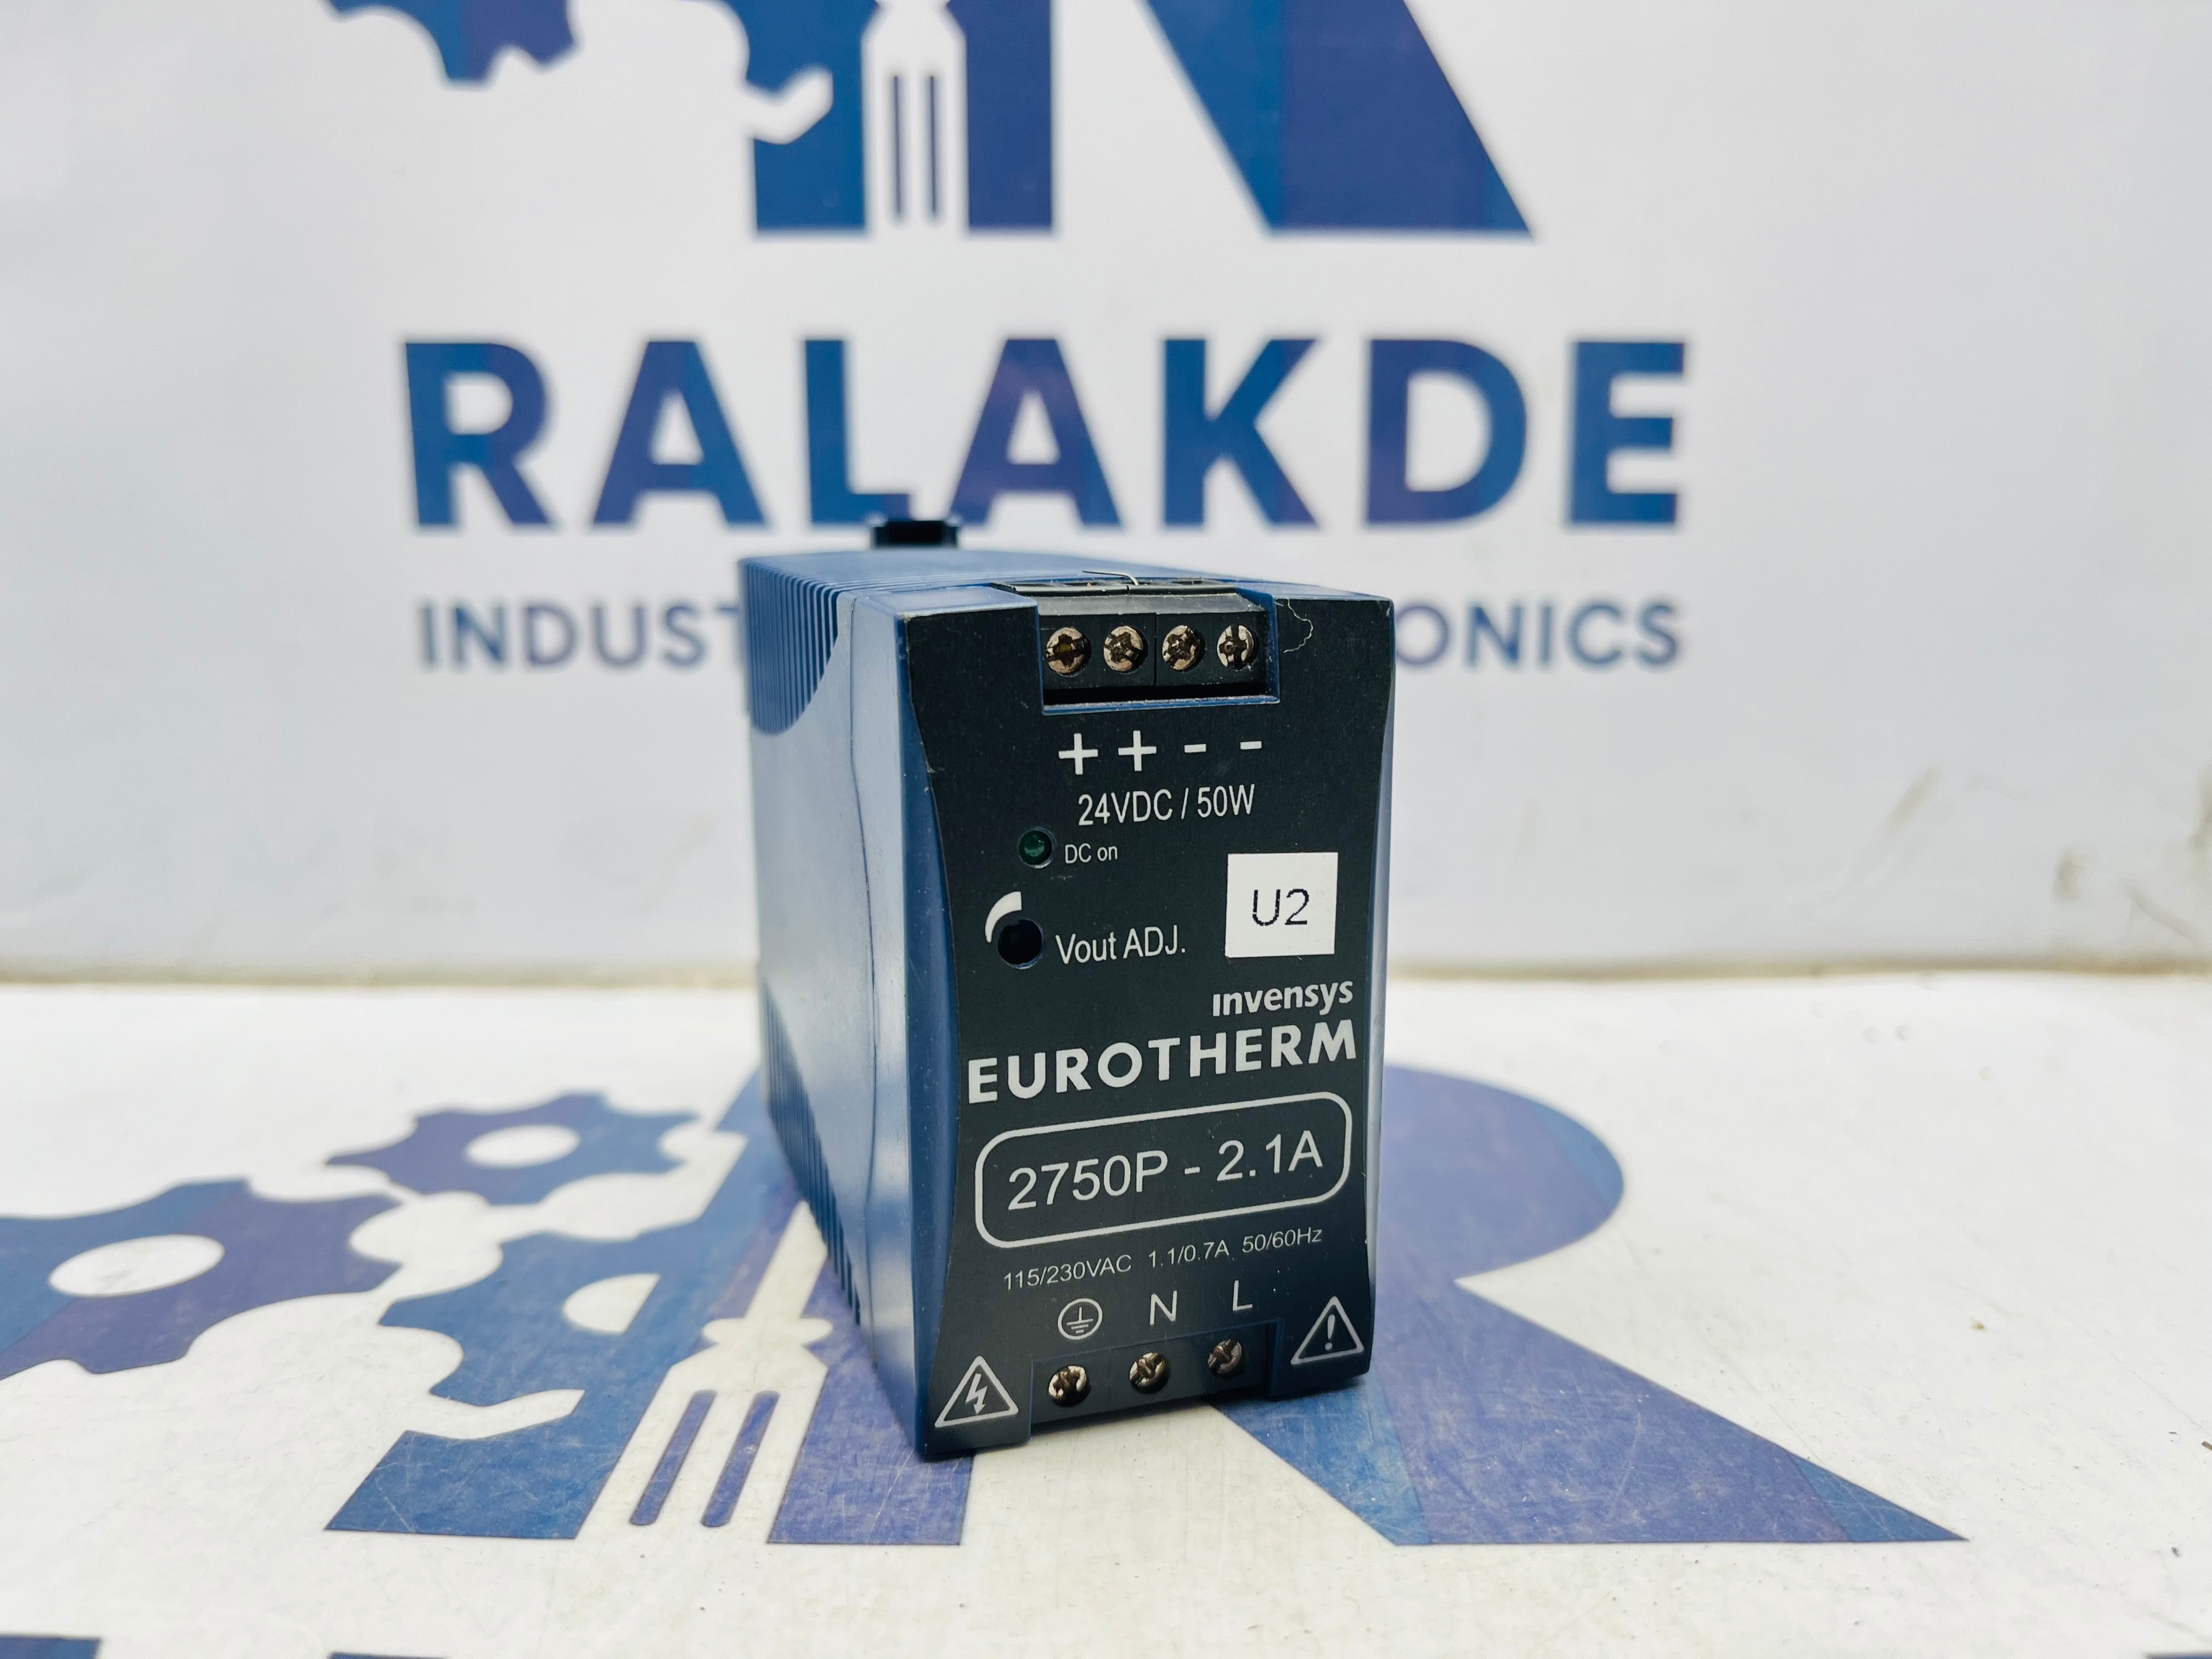 RALAKDE
INDUST ONICS
+ + - -
24VDC / 50W
DC on
Vout ADJ.
U2
invensys
EUROTHERM
2750P - 2.1A
115/230VAC 1.1/0.7A 50/60Hz
N L